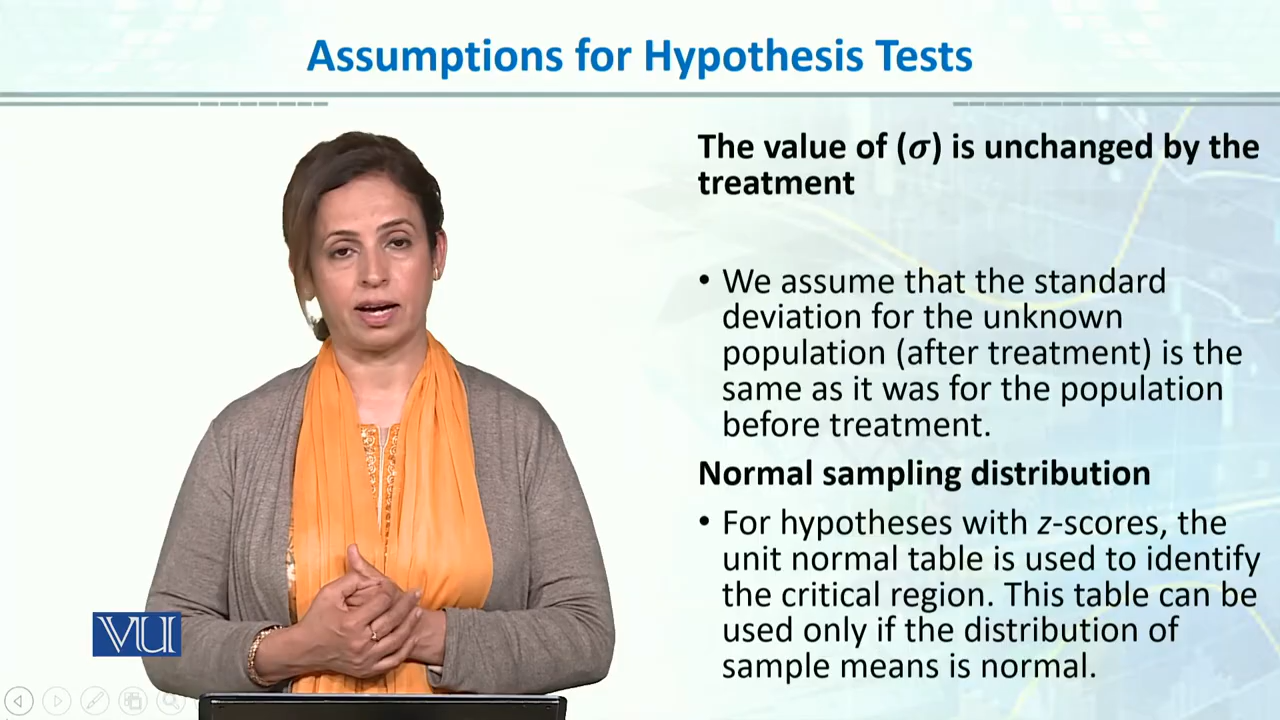 Assumptions for Hypothesis Tests
The value of (σ) is unchanged by the
treatment
• We assume that the standard
deviation for the unknown
population (after treatment) is the
same as it was for the population
before treatment.
Normal sampling distribution
• For hypotheses with z-scores, the
unit normal table is used to identify
the critical region. This table can be
used only if the distribution of
sample means is normal.
VU